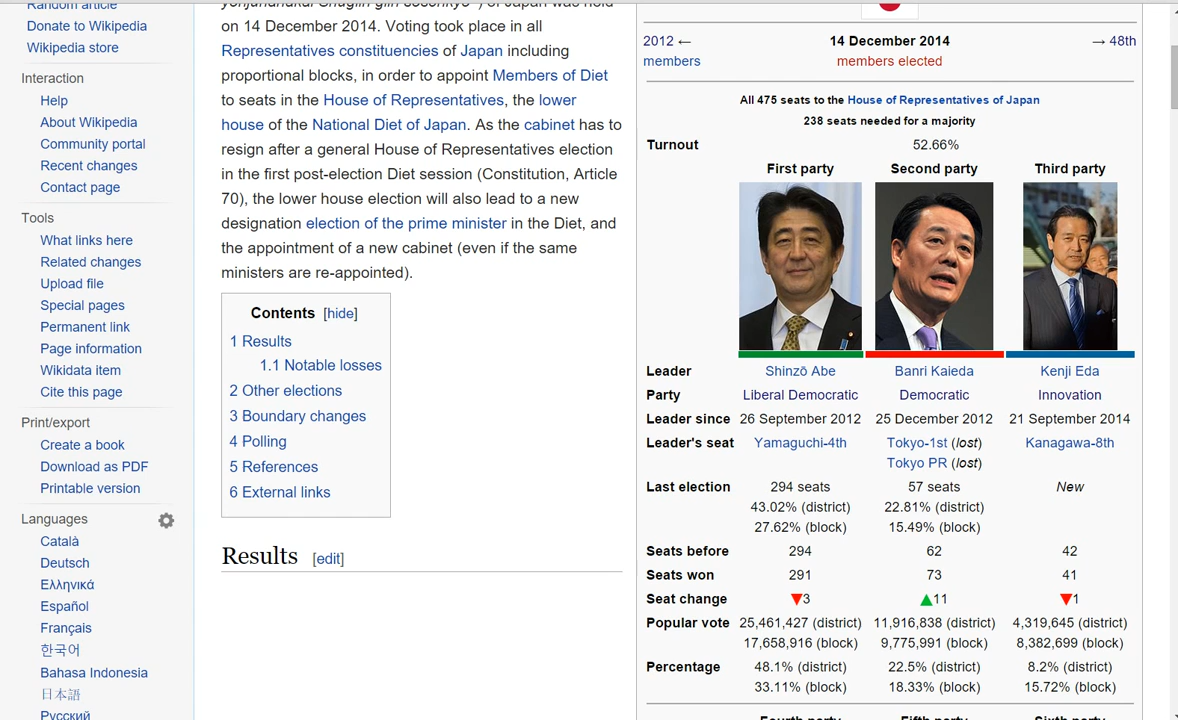 Random article
Donate to Wikipedia
Wikipedia store
Interaction
Help
About Wikipedia
Community portal
Recent changes
Contact page
Tools
What links here
Related changes
Upload file
Special pages
Permanent link
Page information
Wikidata item
Cite this page
Print/export
Create a book
Download as PDF
Printable version
Languages
Català
Deutsch
Ελληνικά
Español
Français
한국어
Bahasa Indonesia
日本語
Русский
of Japan was held
on 14 December 2014. Voting took place in all
Representatives constituencies of Japan including
proportional blocks, in order to appoint Members of Diet
to seats in the House of Representatives, the lower
house of the National Diet of Japan. As the cabinet has to
resign after a general House of Representatives election
in the first post-election Diet session (Constitution, Article
70), the lower house election will also lead to a new
designation election of the prime minister in the Diet, and
the appointment of a new cabinet (even if the same
ministers are re-appointed).
Contents [hide]
1 Results
1.1 Notable losses
2 Other elections
3 Boundary changes
4 Polling
5 References
6 External links
Results [edit]
2012 ← 14 December 2014 → 48th
members members elected
All 475 seats to the House of Representatives of Japan
238 seats needed for a majority
Turnout 52.66%
First party Second party Third party
Leader Shinzō Abe Banri Kaieda Kenji Eda
Party Liberal Democratic Democratic Innovation
Leader since 26 September 2012 25 December 2012 21 September 2014
Leader's seat Yamaguchi-4th Tokyo-1st (lost) Kanagawa-8th
Tokyo PR (lost)
Last election 294 seats 57 seats New
43.02% (district) 22.81% (district)
27.62% (block) 15.49% (block)
Seats before 294 62 42
Seats won 291 73 41
Seat change ▼3 ▲11 ▼1
Popular vote 25,461,427 (district) 11,916,838 (district) 4,319,645 (district)
17,658,916 (block) 9,775,991 (block) 8,382,699 (block)
Percentage 48.1% (district) 22.5% (district) 8.2% (district)
33.11% (block) 18.33% (block) 15.72% (block)
Fourth party Fifth party Sixth party